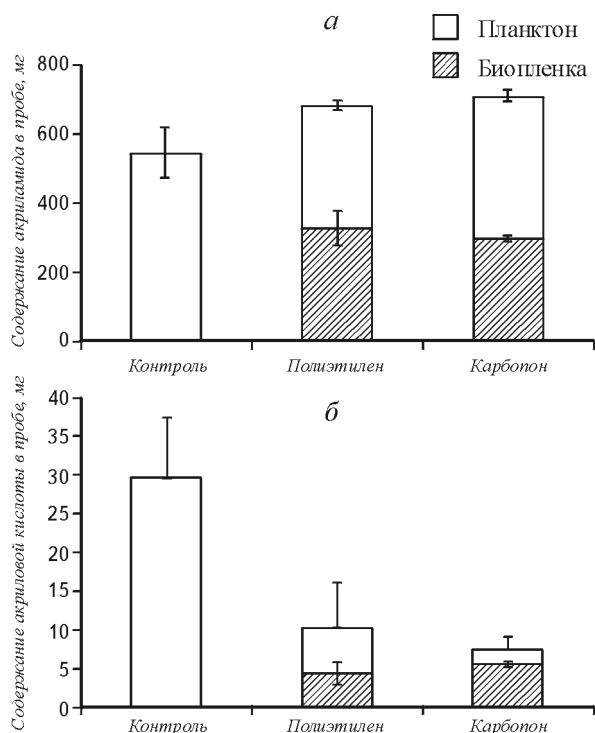 а
Планктон
Биопленка
Содержание акриламида в пробе, мг
800
600
400
200
0
Контроль Полиэтилен Карбопон
б
Содержание акриловой кислоты в пробе, мг
40
35
30
25
20
15
10
5
0
Контроль Полиэтилен Карбопон